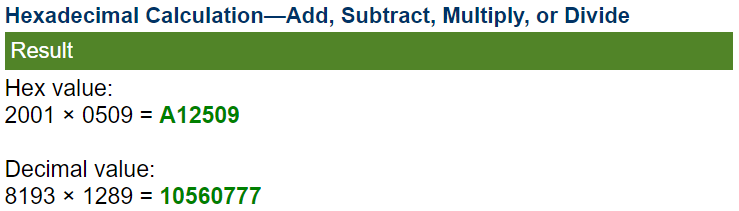 Hexadecimal Calculation—Add, Subtract, Multiply, or Divide
Result
Hex value:
2001 × 0509 = A12509
Decimal value:
8193 × 1289 = 10560777